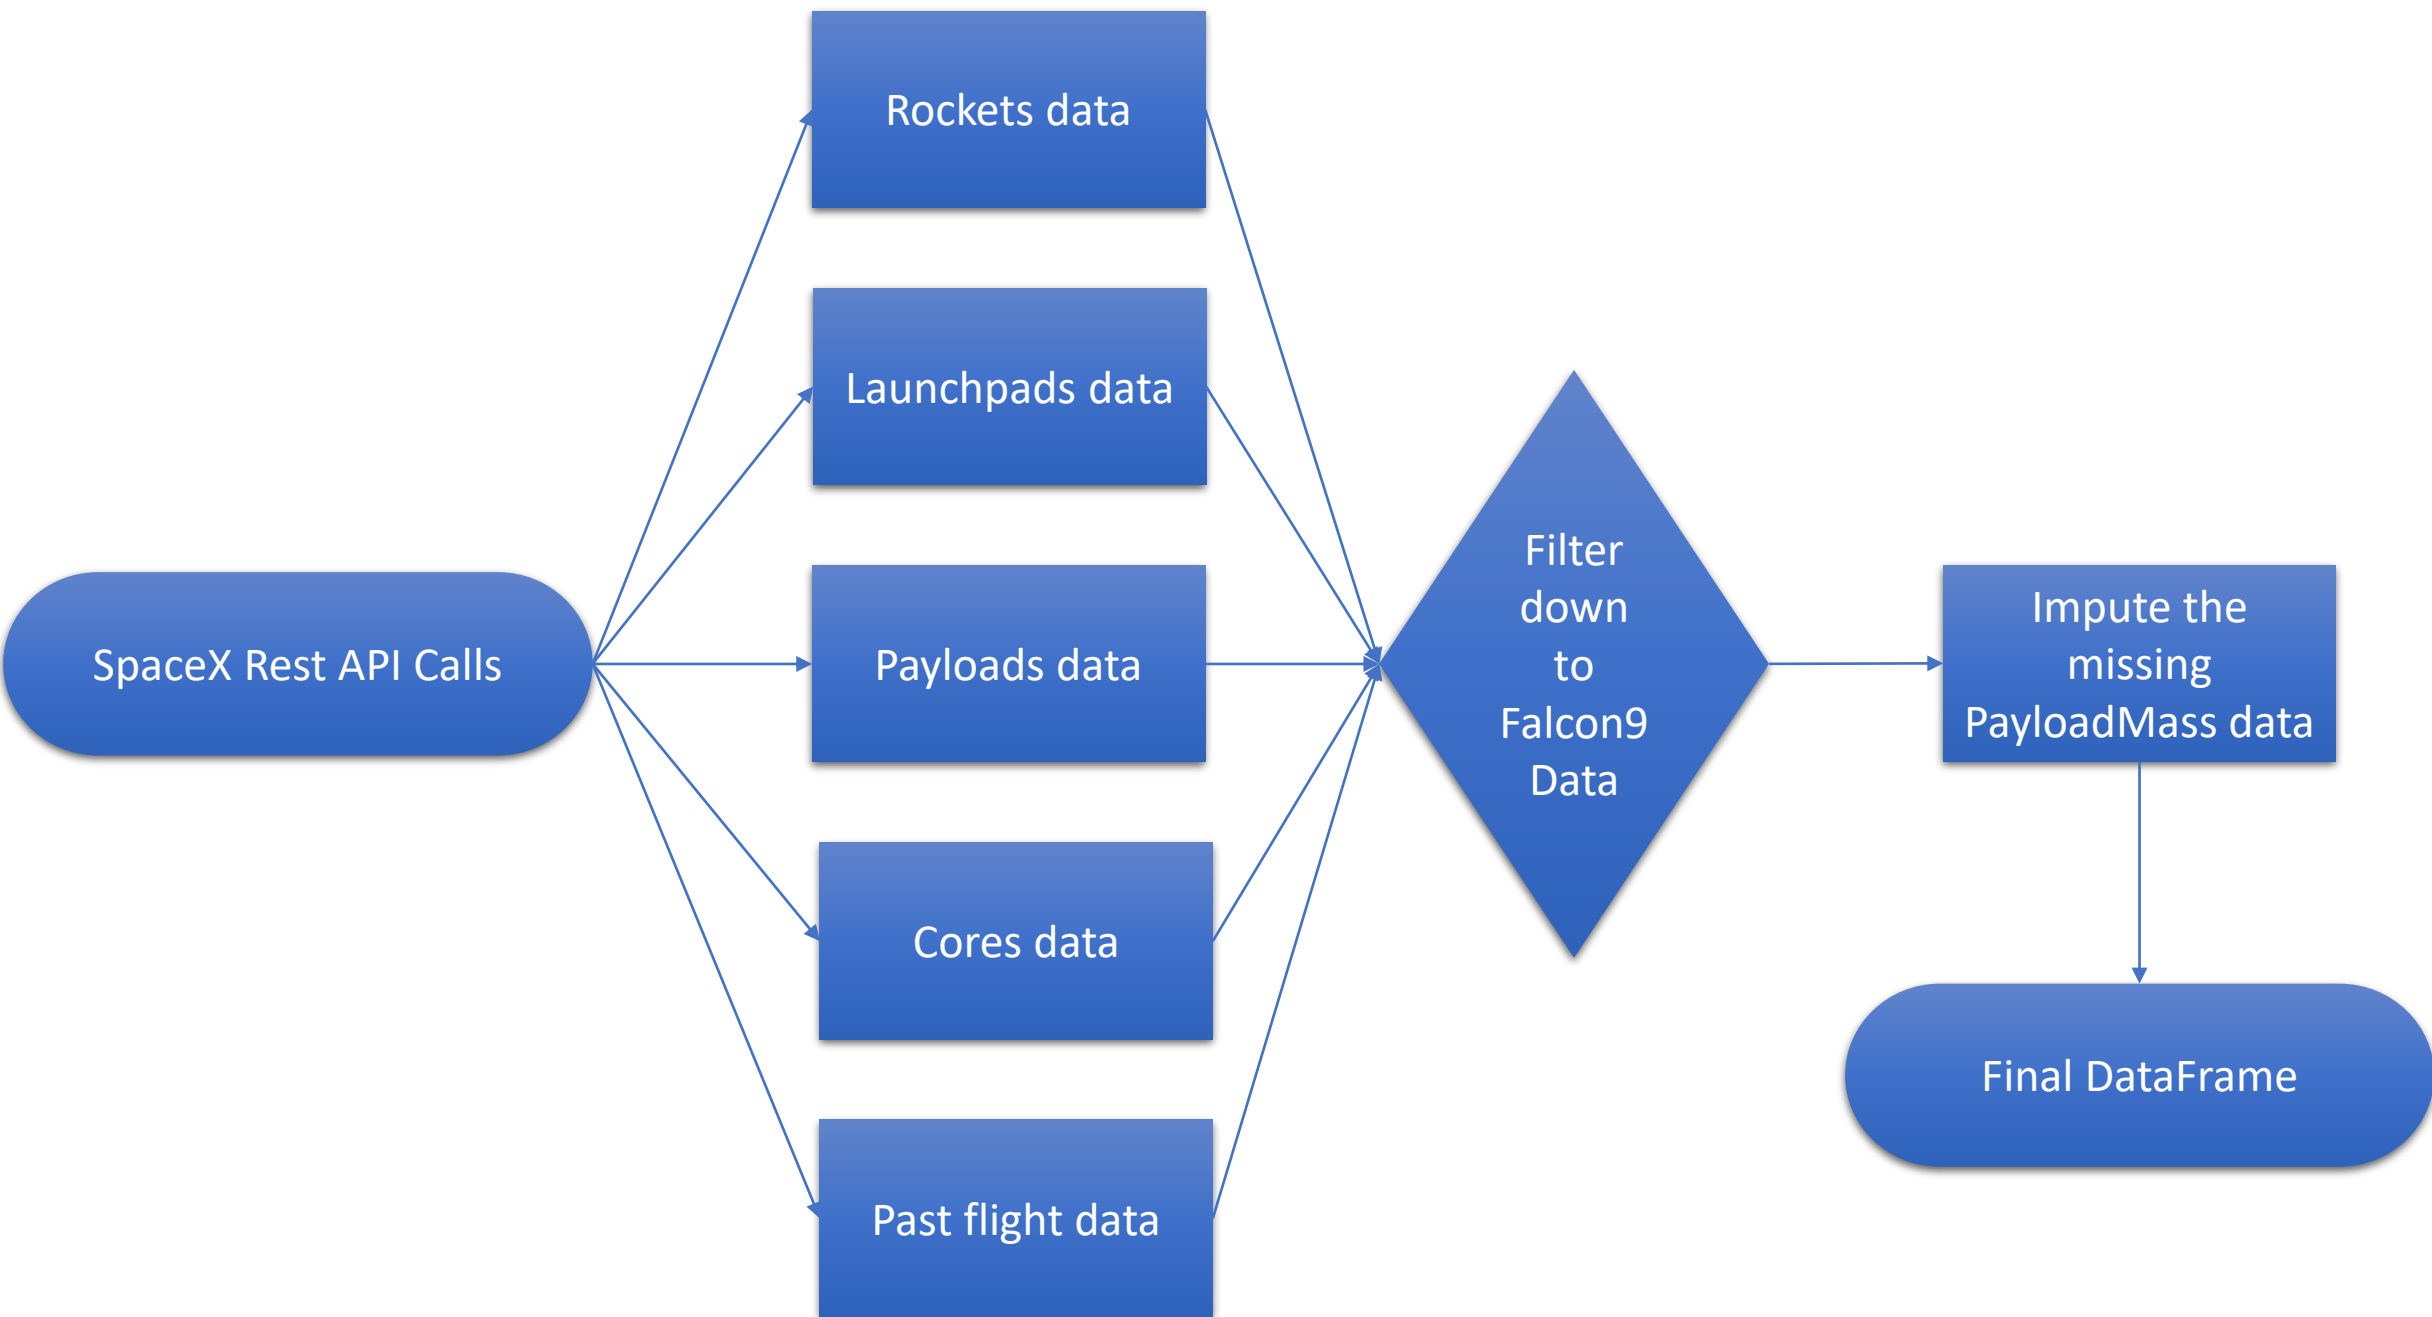 Rockets data
Launchpads data
SpaceX Rest API Calls
Payloads data
Cores data
Past flight data
Filter
down
to
Falcon9
Data
Impute the
missing
PayloadMass data
Final DataFrame